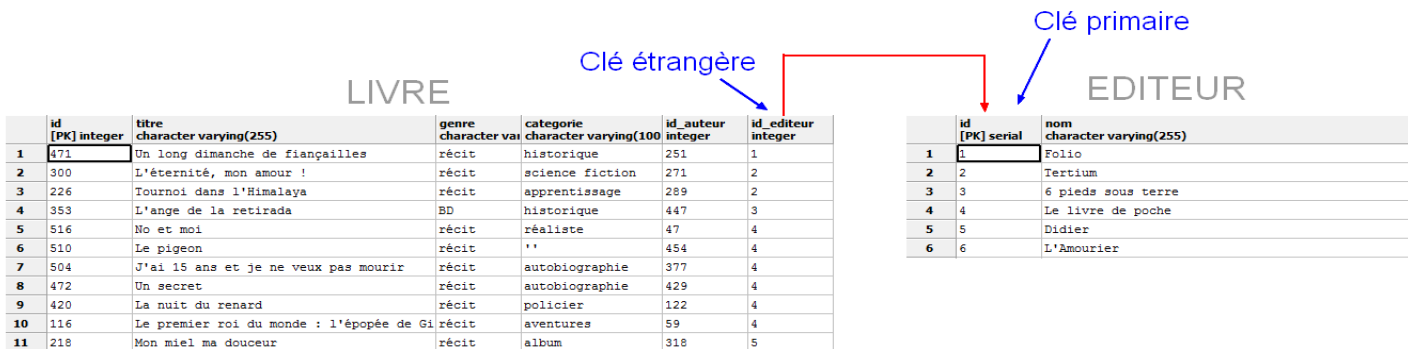 Clé primaire
Clé étrangère
LIVRE
EDITEUR
id titre genre categorie id_auteur id_editeur
[PK] integer character varying(255) character var character varying(100 integer integer
1 471 Un long dimanche de fiançailles récit historique 251 1
2 300 L'éternité, mon amour ! récit science fiction 271 2
3 226 Tournoi dans l'Himalaya récit apprentissage 289 2
4 353 L'ange de la retirada BD historique 447 3
5 516 No et moi récit réaliste 47 4
6 510 Le pigeon récit '' 454 4
7 504 J'ai 15 ans et je ne veux pas mourir récit autobiographie 377 4
8 472 Un secret récit autobiographie 429 4
9 420 La nuit du renard récit policier 122 4
10 116 Le premier roi du monde : l'épopée de Gi récit aventures 59 4
11 218 Mon miel ma douceur récit album 318 5
id nom
[PK] serial character varying(255)
1 1 Folio
2 2 Tertium
3 3 6 pieds sous terre
4 4 Le livre de poche
5 5 Didier
6 6 L'Amourier